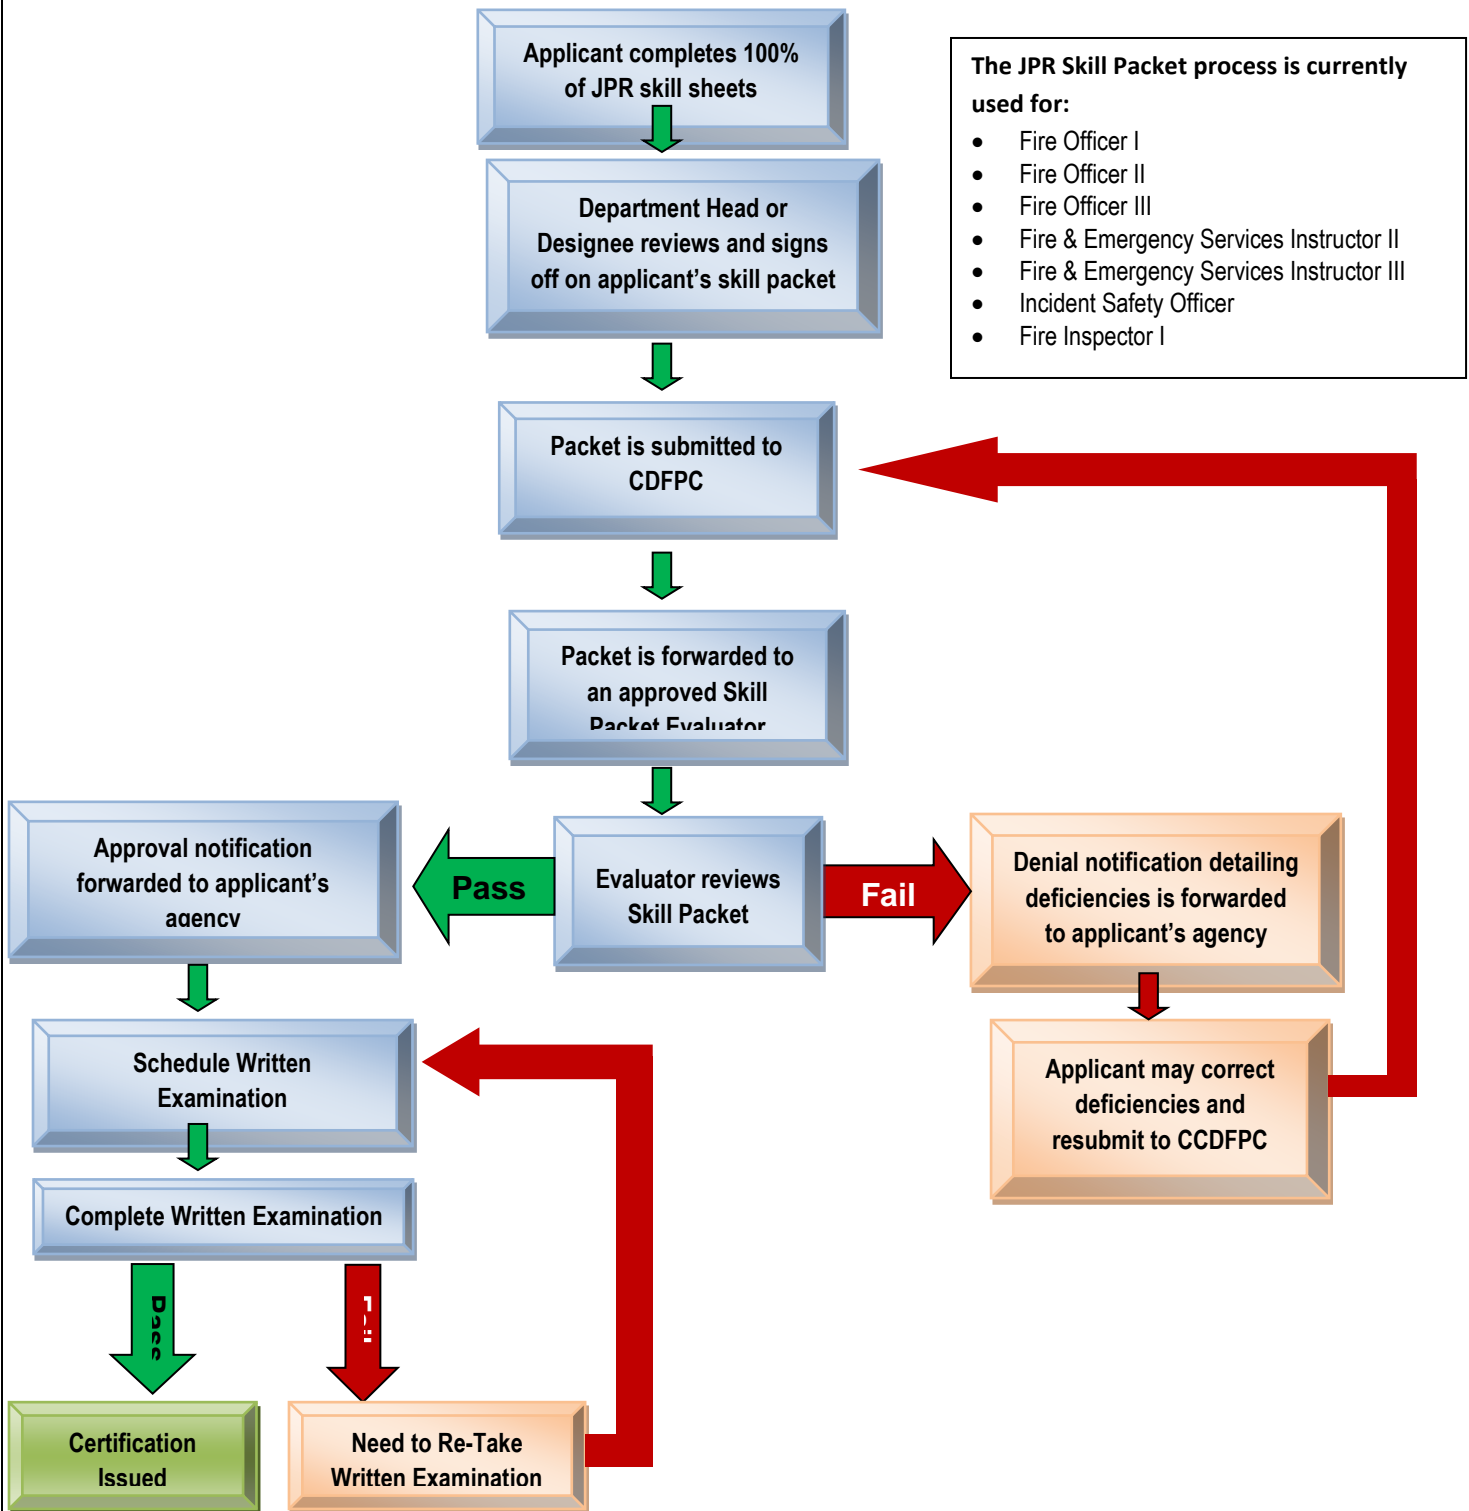 Applicant completes 100%
of JPR skill sheets
The JPR Skill Packet process is currently
used for:
• Fire Officer I
• Fire Officer II
• Fire Officer III
• Fire & Emergency Services Instructor II
• Fire & Emergency Services Instructor III
• Incident Safety Officer
• Fire Inspector I
Department Head or
Designee reviews and signs
off on applicant's skill packet
Packet is submitted to
CDFPC
Packet is forwarded to
an approved Skill
Packet Evaluator
Evaluator reviews
Skill Packet
Pass
Fail
Approval notification
forwarded to applicant's
agency
Denial notification detailing
deficiencies is forwarded
to applicant's agency
Schedule Written
Examination
Applicant may correct
deficiencies and
resubmit to CCDFPC
Complete Written Examination
Pass
Fail
Certification
Issued
Need to Re-Take
Written Examination